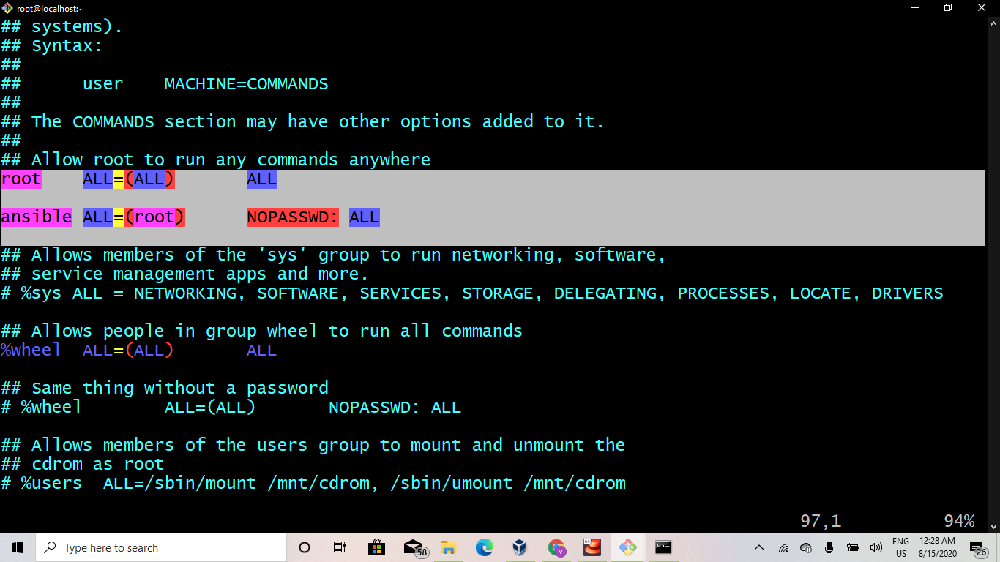 root@localhost:~
## systems).
## Syntax:
##
##      user    MACHINE=COMMANDS
##
## The COMMANDS section may have other options added to it.
##
## Allow root to run any commands anywhere
root    ALL=(ALL)       ALL
ansible ALL=(root)      NOPASSWD: ALL
## Allows members of the 'sys' group to run networking, software,
## service management apps and more.
# %sys ALL = NETWORKING, SOFTWARE, SERVICES, STORAGE, DELEGATING, PROCESSES, LOCATE, DRIVERS
## Allows people in group wheel to run all commands
%wheel  ALL=(ALL)       ALL
## Same thing without a password
# %wheel        ALL=(ALL)       NOPASSWD: ALL
## Allows members of the users group to mount and unmount the
## cdrom as root
# %users  ALL=/sbin/mount /mnt/cdrom, /sbin/umount /mnt/cdrom
97,1          94%
Type here to search
58
64
V
C:\_
ENG
US
12:28 AM
8/15/2020
26